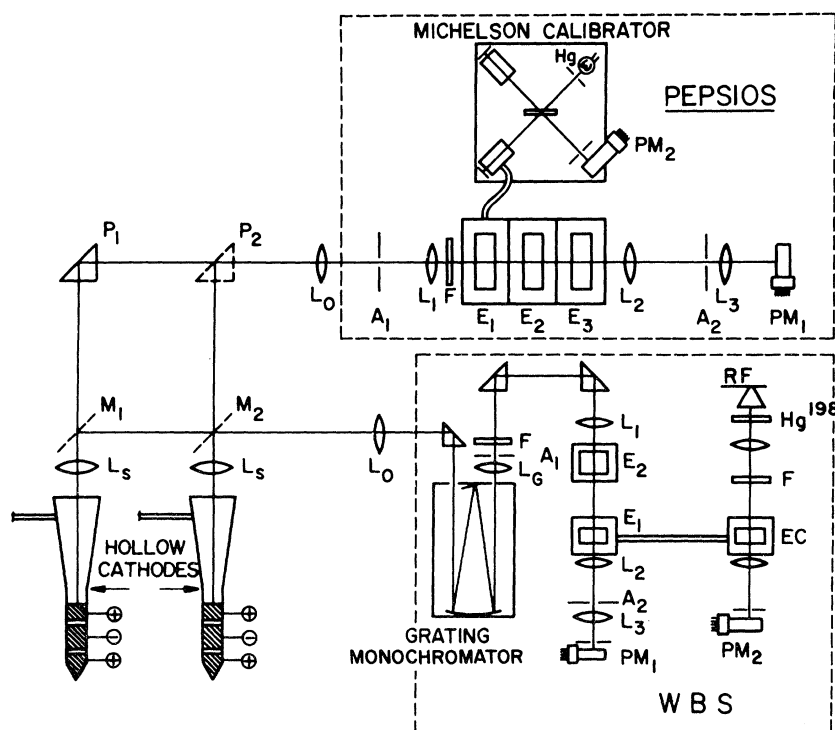 MICHELSON CALIBRATOR
Hg
PEPSIOS
PM2
P1
P2
L0
A1
L1
F
E1
E2
E3
L2
A2
L3
PM1
M1
M2
LS
LS
L0
HOLLOW
CATHODES
⊕
⊖
⊕
⊕
⊖
⊕
F
A1
LG
GRATING
MONOCHROMATOR
L1
E2
E1
L2
A2
L3
PM1
RF
Hg198
F
EC
PM2
WBS